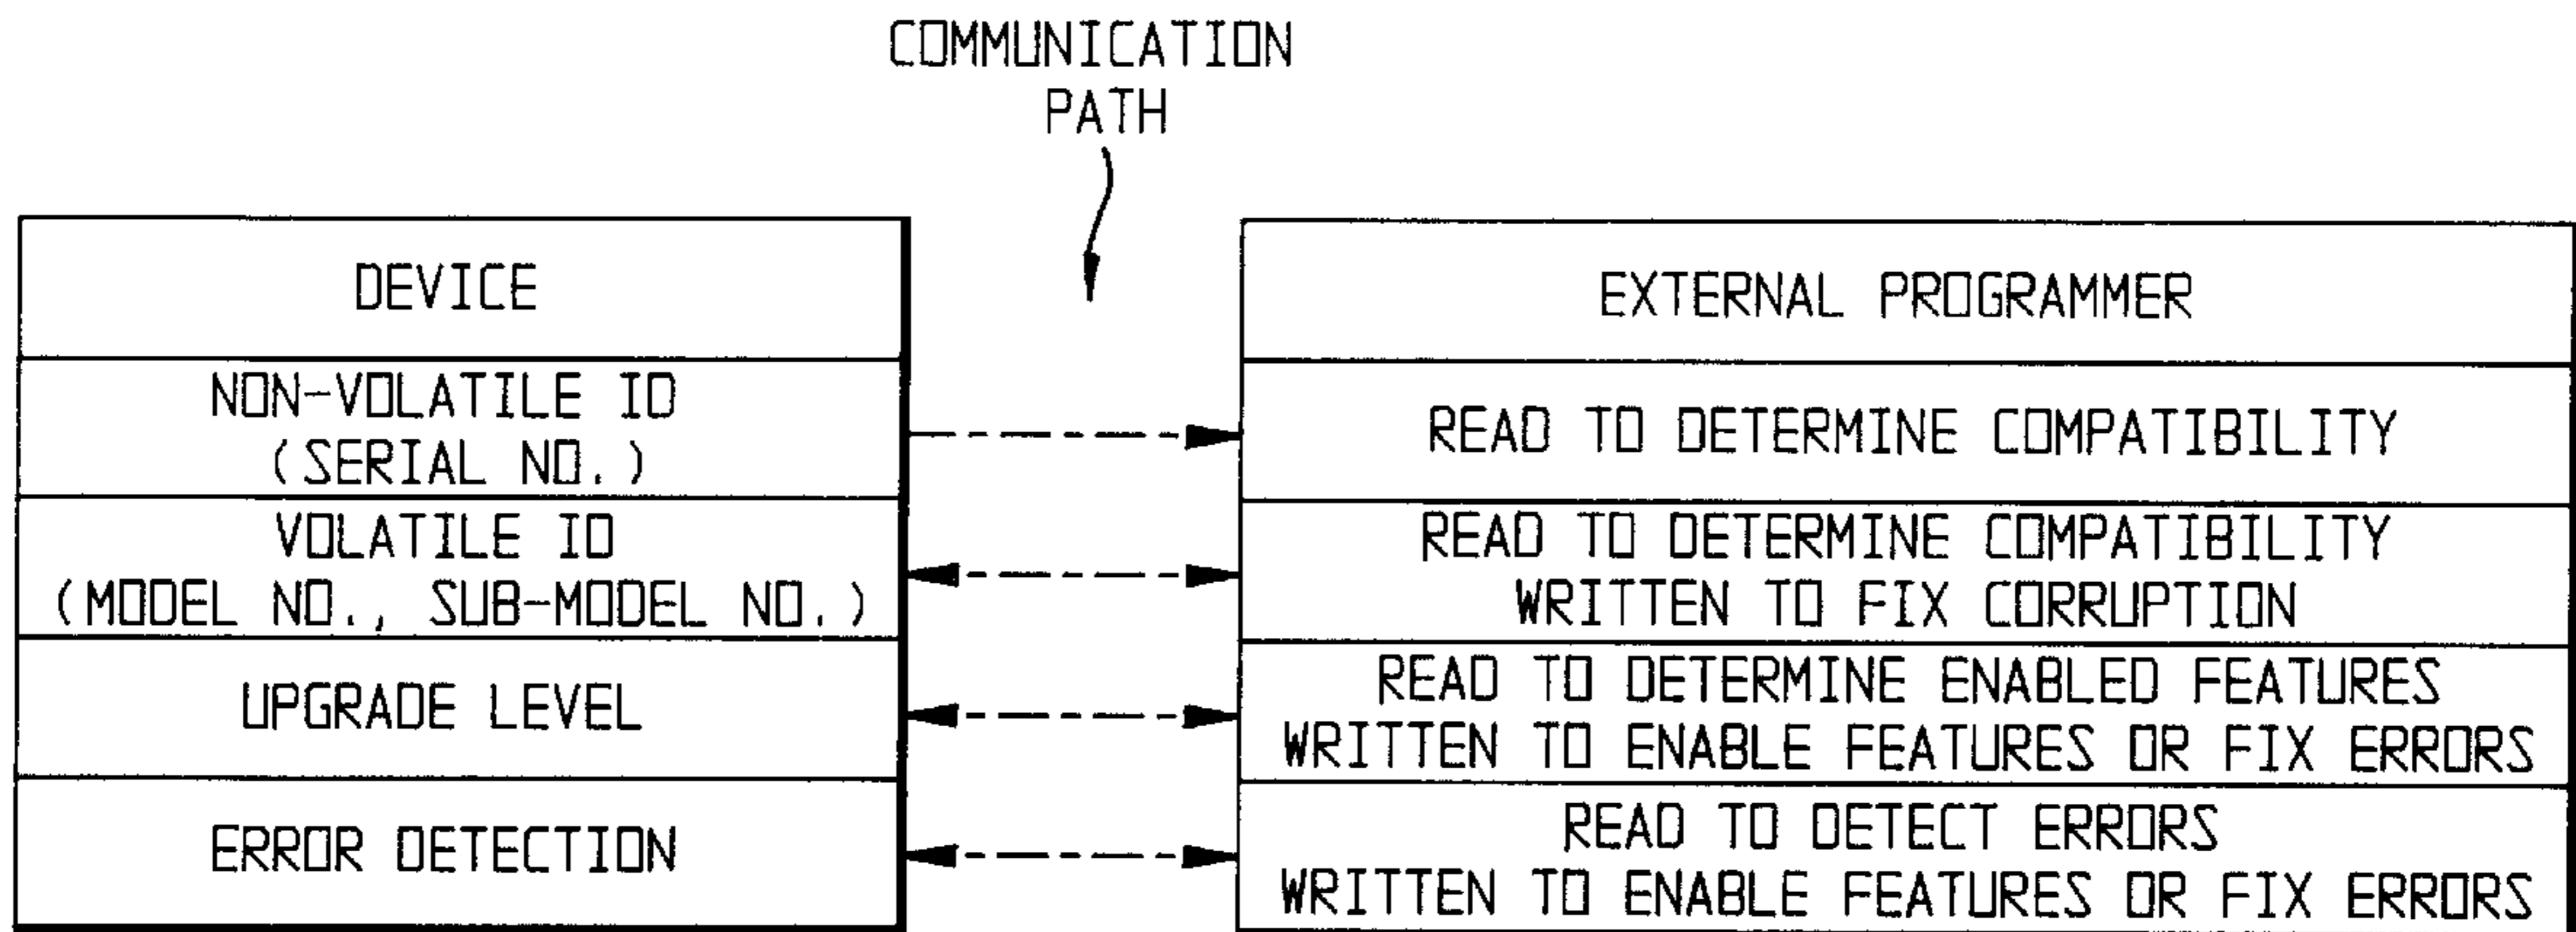 COMMUNICATION
PATH
DEVICE
EXTERNAL PROGRAMMER
NON-VOLATILE ID
(SERIAL NO.)
READ TO DETERMINE COMPATIBILITY
VOLATILE ID
(MODEL NO., SUB-MODEL NO.)
READ TO DETERMINE COMPATIBILITY
WRITTEN TO FIX CORRUPTION
UPGRADE LEVEL
READ TO DETERMINE ENABLED FEATURES
WRITTEN TO ENABLE FEATURES OR FIX ERRORS
ERROR DETECTION
READ TO DETECT ERRORS
WRITTEN TO ENABLE FEATURES OR FIX ERRORS